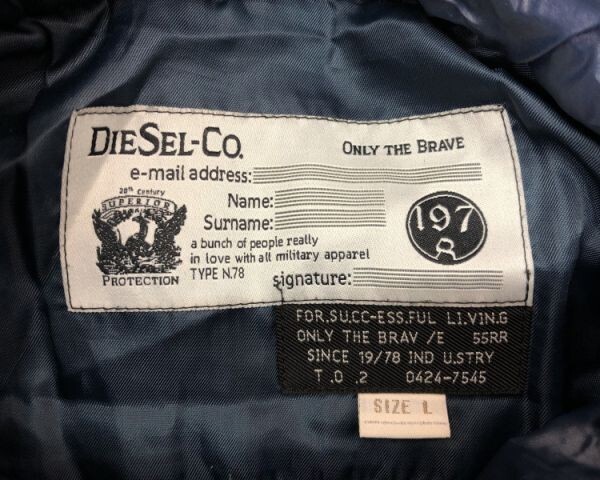 DIESEL-CO.
ONLY THE BRAVE
e-mail address:
Name:
Surname:
20th Century
SUPERIOR
PROTECTION
a bunch of people really
in love with all military apparel
TYPE N.78
signature:
197
8
FOR.SU.CC-ESS.FUL L.I.VIN.G
ONLY THE BRAV /E 55RR
SINCE 19/78 IND U.STRY
T .O .2 0424-7545
SIZE L